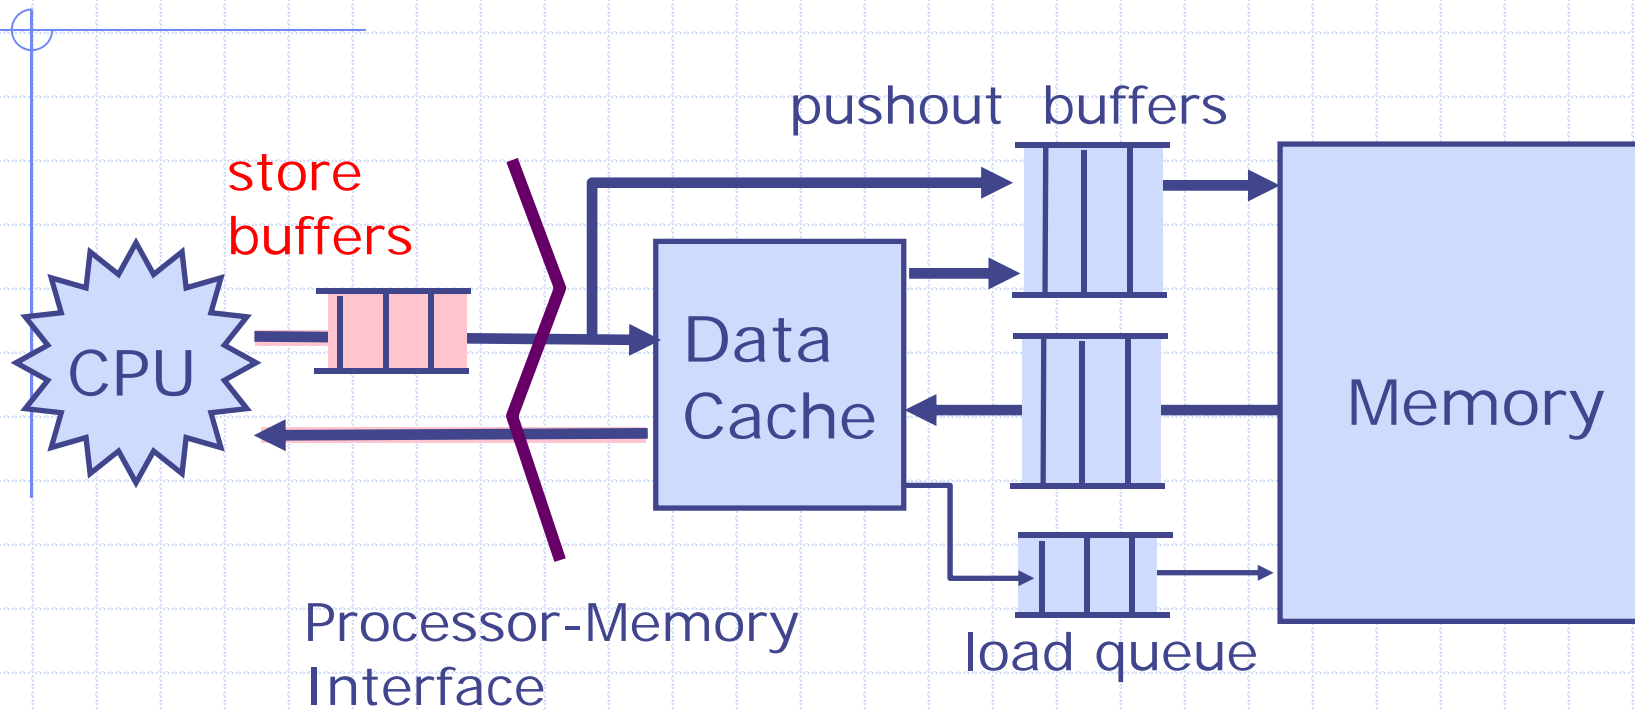 pushout buffers
store
buffers
CPU
Data
Cache
Memory
Processor-Memory
Interface
load queue